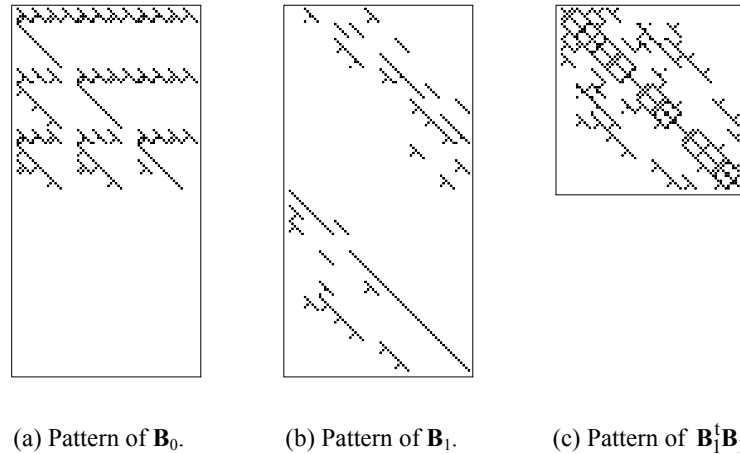 (a) Pattern of B₀.
(b) Pattern of B₁.
(c) Pattern of B₁ᵗB